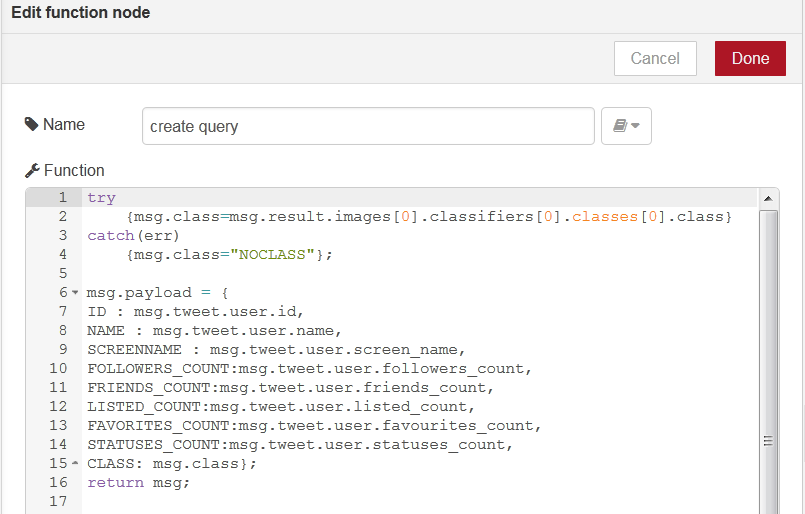 Edit function node
Cancel
Done
Name
create query
Function
1 try
2 {msg.class=msg.result.images[0].classifiers[0].classes[0].class}
3 catch(err)
4 {msg.class="NOCLASS"};
5
6 msg.payload = {
7 ID : msg.tweet.user.id,
8 NAME : msg.tweet.user.name,
9 SCREENNAME : msg.tweet.user.screen_name,
10 FOLLOWERS_COUNT:msg.tweet.user.followers_count,
11 FRIENDS_COUNT:msg.tweet.user.friends_count,
12 LISTED_COUNT:msg.tweet.user.listed_count,
13 FAVORITES_COUNT:msg.tweet.user.favourites_count,
14 STATUSES_COUNT:msg.tweet.user.statuses_count,
15 CLASS: msg.class};
16 return msg;
17